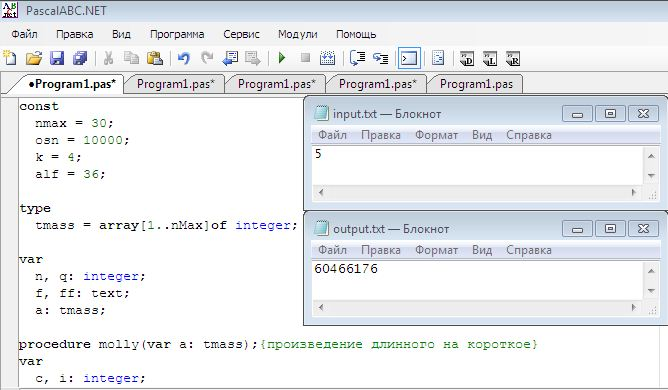 PascalABC.NET
Файл Правка Вид Программа Сервис Модули Помощь
•Program1.pas* Program1.pas* Program1.pas* Program1.pas* Program1.pas
const
nmax = 30;
osn = 10000;
k = 4;
alf = 36;
type
tmass = array[1..nMax]of integer;
var
n, q: integer;
f, ff: text;
a: tmass;
procedure molly(var a: tmass);{произведение длинного на короткое}
var
c, i: integer;
input.txt — Блокнот
Файл Правка Формат Вид Справка
5
output.txt — Блокнот
Файл Правка Формат Вид Справка
60466176